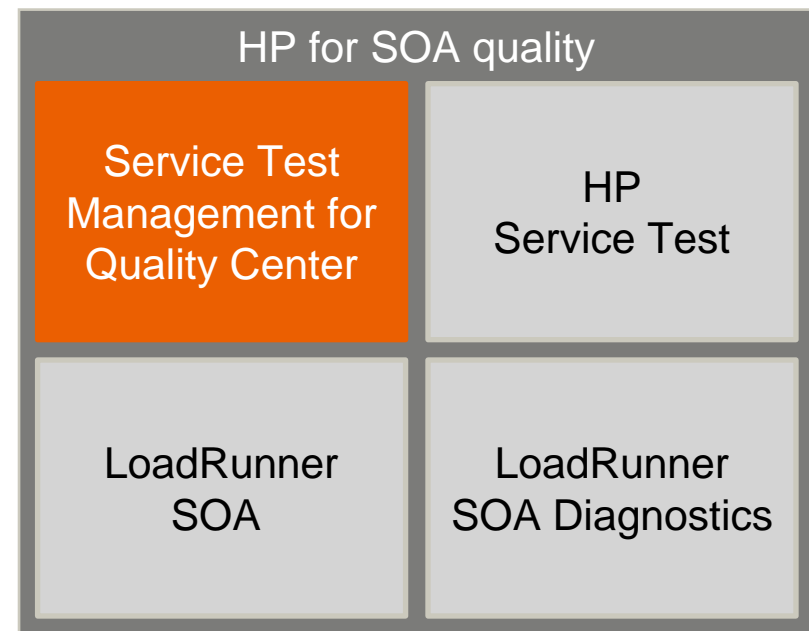 HP for SOA quality
Service Test
Management for
Quality Center
HP
Service Test
LoadRunner
SOA
LoadRunner
SOA Diagnostics